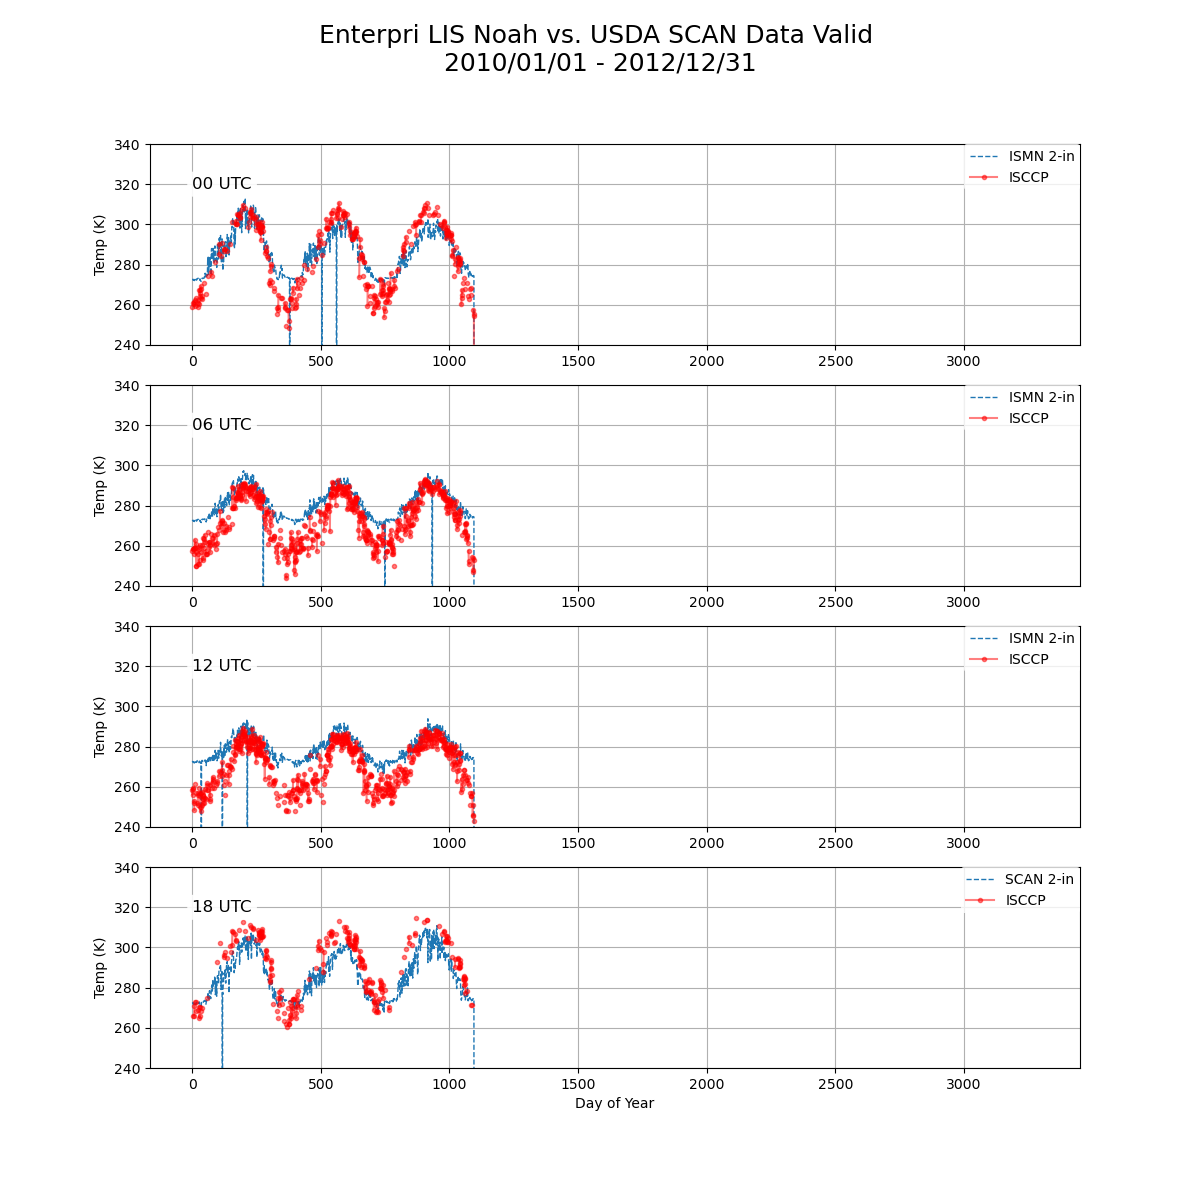 Enterpri LIS Noah vs. USDA SCAN Data Valid
2010/01/01 - 2012/12/31
340
320
300
280
260
240
Temp (K)
00 UTC
ISMN 2-in
ISCCP
0 500 1000 1500 2000 2500 3000
340
320
300
280
260
240
Temp (K)
06 UTC
ISMN 2-in
ISCCP
0 500 1000 1500 2000 2500 3000
340
320
300
280
260
240
Temp (K)
12 UTC
ISMN 2-in
ISCCP
0 500 1000 1500 2000 2500 3000
340
320
300
280
260
240
Temp (K)
18 UTC
SCAN 2-in
ISCCP
0 500 1000 1500 2000 2500 3000
Day of Year